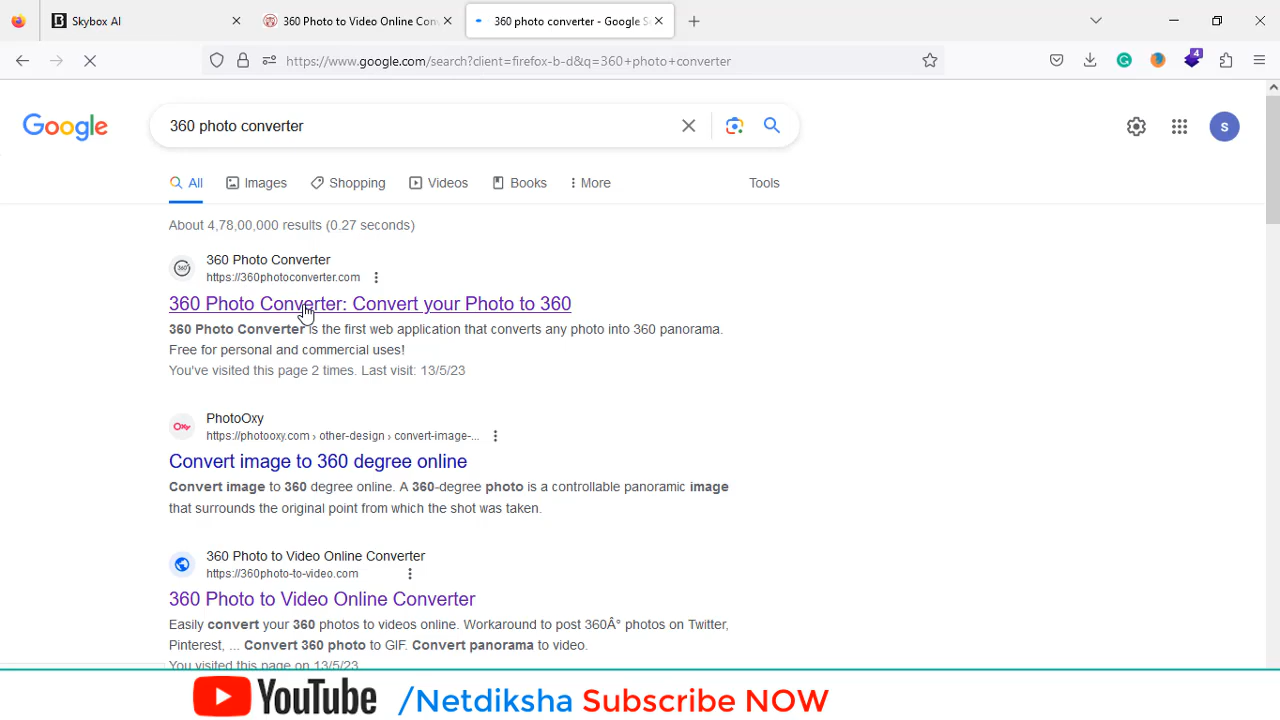 Skybox AI
360 Photo to Video Online Con
360 photo converter - Google S
https://www.google.com/search?client=firefox-b-d&q=360+photo+converter
4
Google
360 photo converter
S
All
Images
Shopping
Videos
Books
More
Tools
About 4,78,00,000 results (0.27 seconds)
360 Photo Converter
https://360photoconverter.com
360 Photo Converter: Convert your Photo to 360
360 Photo Converter is the first web application that converts any photo into 360 panorama.
Free for personal and commercial uses!
You've visited this page 2 times. Last visit: 13/5/23
PhotoOxy
https://photooxy.com › other-design › convert-image-...
Convert image to 360 degree online
Convert image to 360 degree online. A 360-degree photo is a controllable panoramic image
that surrounds the original point from which the shot was taken.
360 Photo to Video Online Converter
https://360photo-to-video.com
360 Photo to Video Online Converter
Easily convert your 360 photos to videos online. Workaround to post 360Â° photos on Twitter,
Pinterest, ... Convert 360 photo to GIF. Convert panorama to video.
You visited this page on 13/5/23.
YouTube /Netdiksha Subscribe NOW